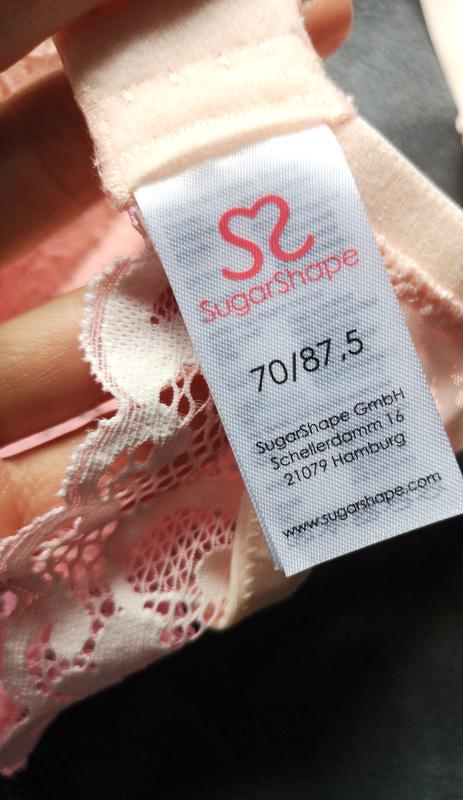 SugarShape
70/87,5
SugarShape GmbH
Schellerdamm 16
21079 Hamburg
www.sugarshape.com